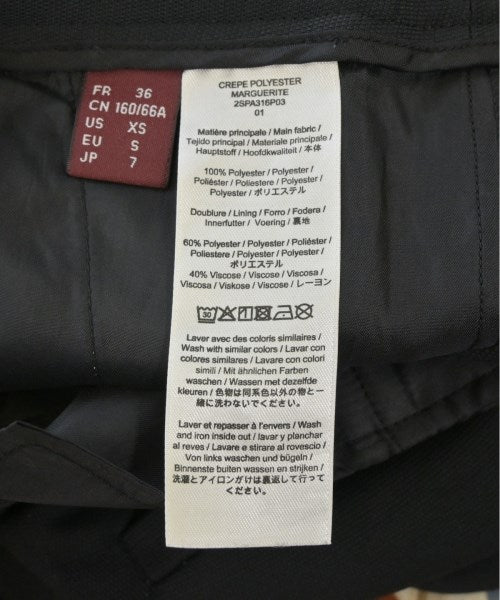 FR 36
CN 160/66A
US XS
EU S
JP 7
CREPE POLYESTER
MARGUERITE
2SPA316P03
01
Matière principale / Main fabric /
Tejido principal / Materiale principale /
Hauptstoff / Hoofdkwaliteit / 本体
100% Polyester / Polyester /
Poliéster / Poliestere / Polyester /
Polyester / ポリエステル
Doublure / Lining / Forro / Fodera /
Innerfutter / Voering / 裏地
60% Polyester / Polyester / Poliéster /
Poliestere / Polyester / Polyester /
ポリエステル
40% Viscose / Viscose / Viscosa /
Viscosa / Viskose / Viscose / レーヨン
30
Laver avec des coloris similaires /
Wash with similar colors / Lavar con
colores similares / Lavare con colori
simili / Mit ähnlichen Farben
waschen / Wassen met dezelfde
kleuren / 色物は同系色以外の物と一
緒に洗わないでください。
Laver et repasser à l'envers / Wash
and iron inside out / lavar y planchar
al reves / Lavare e stirare al rovescio /
Von links waschen und bügeln /
Binnenste buiten wassen en strijken /
洗濯とアイロンがけは裏返して行って
ください。